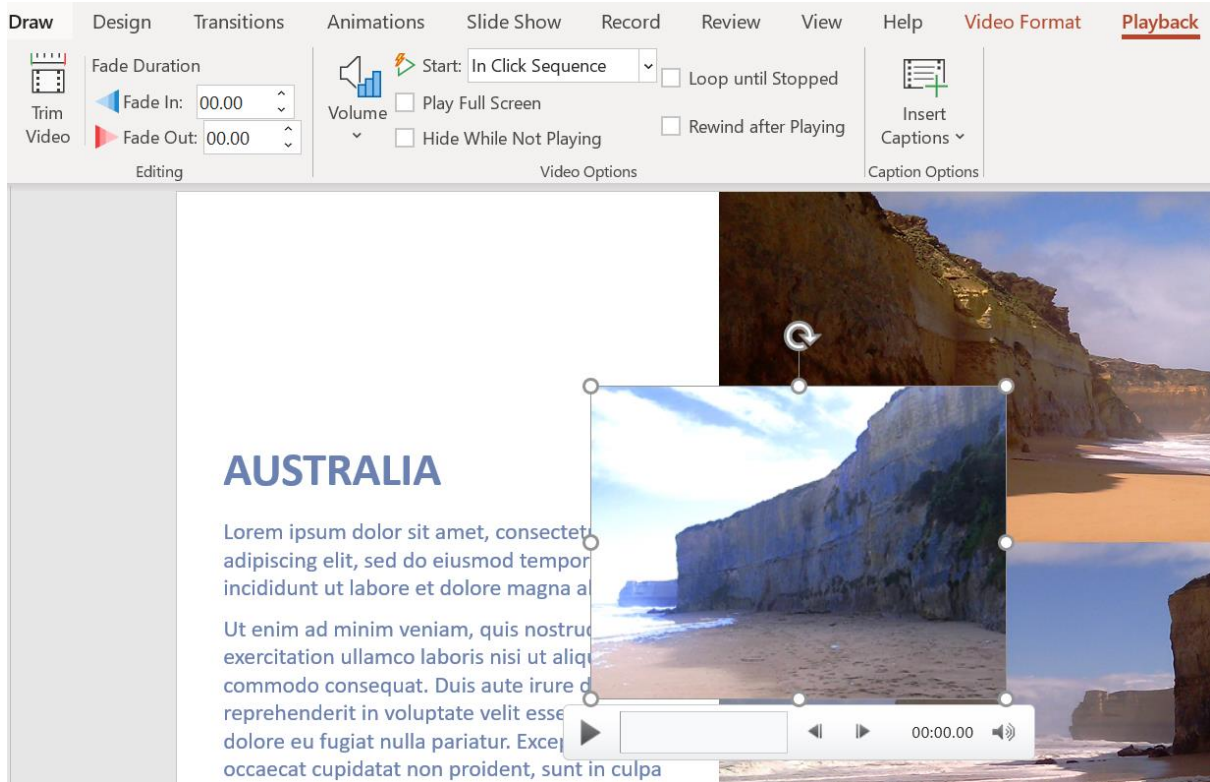 Draw Design Transitions Animations Slide Show Record Review View Help Video Format Playback
Trim Video
Fade Duration
Fade In: 00.00
Fade Out: 00.00
Editing
Volume
Start: In Click Sequence
Play Full Screen
Hide While Not Playing
Loop until Stopped
Rewind after Playing
Video Options
Insert
Captions
Caption Options
AUSTRALIA
Lorem ipsum dolor sit amet, consectetu
adipiscing elit, sed do eiusmod tempor
incididunt ut labore et dolore magna al
Ut enim ad minim veniam, quis nostruc
exercitation ullamco laboris nisi ut aliqu
commodo consequat. Duis aute irure d
reprehenderit in voluptate velit esse
dolore eu fugiat nulla pariatur. Excep
occaecat cupidatat non proident, sunt in culpa
00:00.00